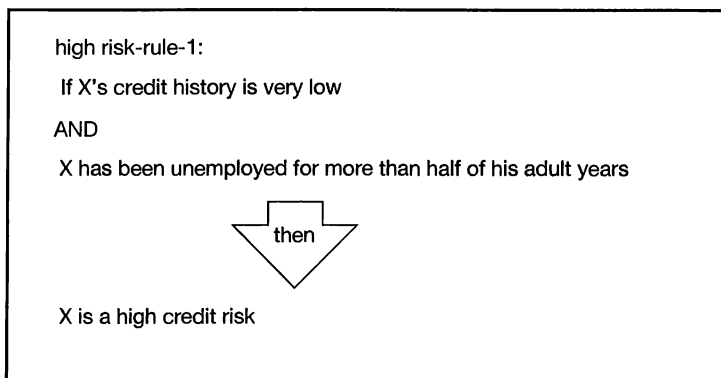 high risk-rule-1:
If X's credit history is very low
AND
X has been unemployed for more than half of his adult years
then
X is a high credit risk